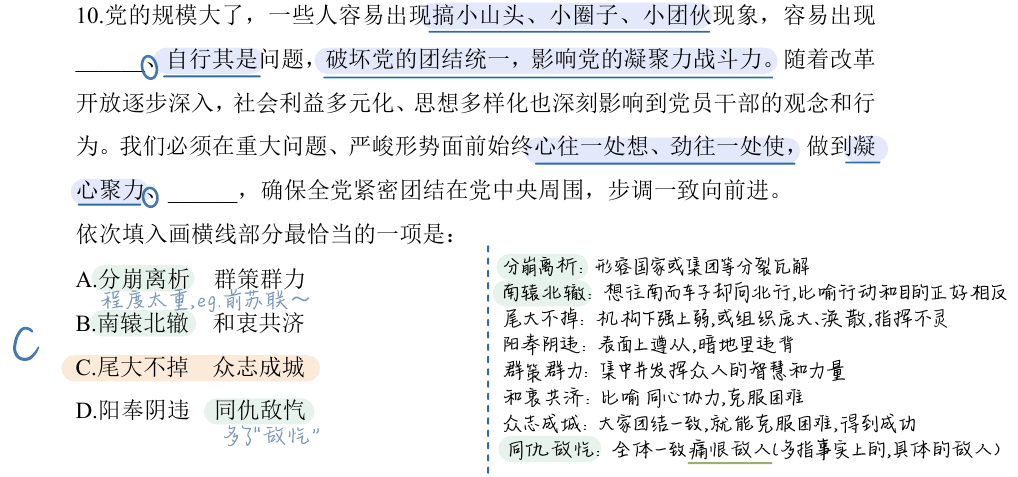 10.党的规模大了，一些人容易出现搞小山头、小圈子、小团伙现象，容易出现
______、自行其是问题，破坏党的团结统一，影响党的凝聚力战斗力。随着改革
开放逐步深入，社会利益多元化、思想多样化也深刻影响到党员干部的观念和行
为。我们必须在重大问题、严峻形势面前始终心往一处想、劲往一处使，做到凝
心聚力、______，确保全党紧密团结在党中央周围，步调一致向前进。
依次填入画横线部分最恰当的一项是：
A.分崩离析 群策群力
程度太重,eg.前苏联～
B.南辕北辙 和衷共济
C
C.尾大不掉 众志成城
D.阳奉阴违 同仇敌忾
多了"敌忾"
分崩离析：形容国家或集团等分裂瓦解
南辕北辙：想往南而车子却向北行,比喻行动和目的正好相反
尾大不掉：机构下强上弱,或组织庞大、涣散,指挥不灵
阳奉阴违：表面上遵从,暗地里违背
群策群力：集中并发挥众人的智慧和力量
和衷共济：比喻同心协力,克服困难
众志成城：大家团结一致,就能克服困难,得到成功
同仇敌忾：全体一致痛恨敌人(多指事实上的,具体的敌人)